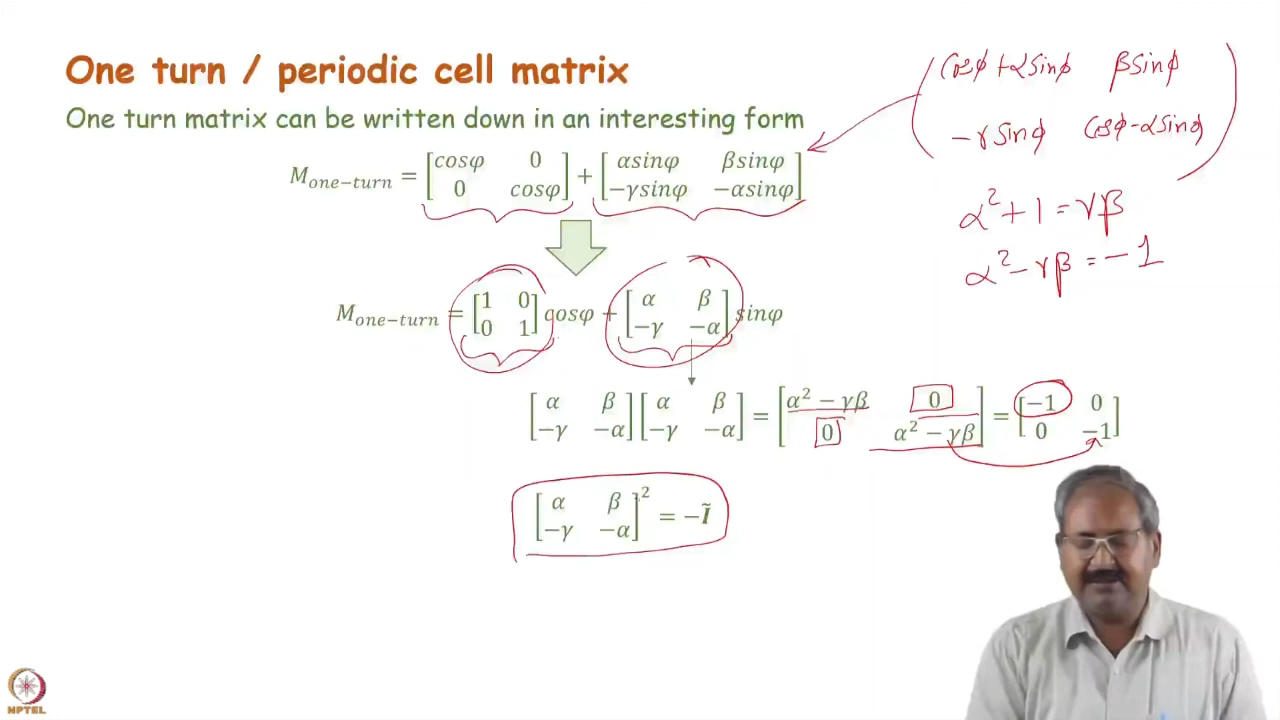 One turn / periodic cell matrix
One turn matrix can be written down in an interesting form
M_one−turn = [cosφ 0; 0 cosφ] + [αsinφ βsinφ; −γsinφ −αsinφ]
(cosφ+αsinφ βsinφ
−γsinφ cosφ-αsinφ)
α²+1=γβ
α²-γβ=-1
M_one−turn = [1 0; 0 1] cosφ + [α β; −γ −α] sinφ
[α β; −γ −α] [α β; −γ −α] = [α² − γβ 0; 0 α² − γβ] = [−1 0; 0 −1]
[α β; −γ −α]² = −Ĩ
NPTEL